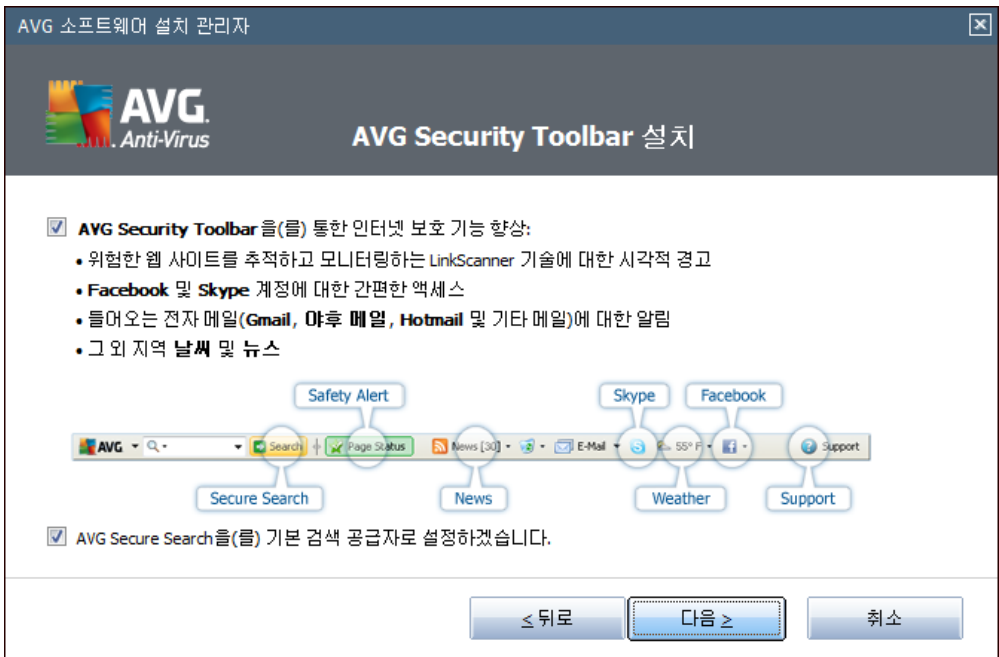 AVG 소프트웨어 설치 관리자
AVG.
Anti-Virus
AVG Security Toolbar 설치
AVG Security Toolbar을(를) 통한 인터넷 보호 기능 향상:
• 위험한 웹 사이트를 추적하고 모니터링하는 LinkScanner 기술에 대한 시각적 경고
• Facebook 및 Skype 계정에 대한 간편한 액세스
• 들어오는 전자 메일(Gmail, 야후 메일, Hotmail 및 기타 메일)에 대한 알림
• 그 외 지역 날씨 및 뉴스
Safety Alert Skype Facebook
AVG Search Page Status News [30] E-Mail 55° F Support
Secure Search News Weather Support
AVG Secure Search을(를) 기본 검색 공급자로 설정하겠습니다.
< 뒤로 다음 > 취소